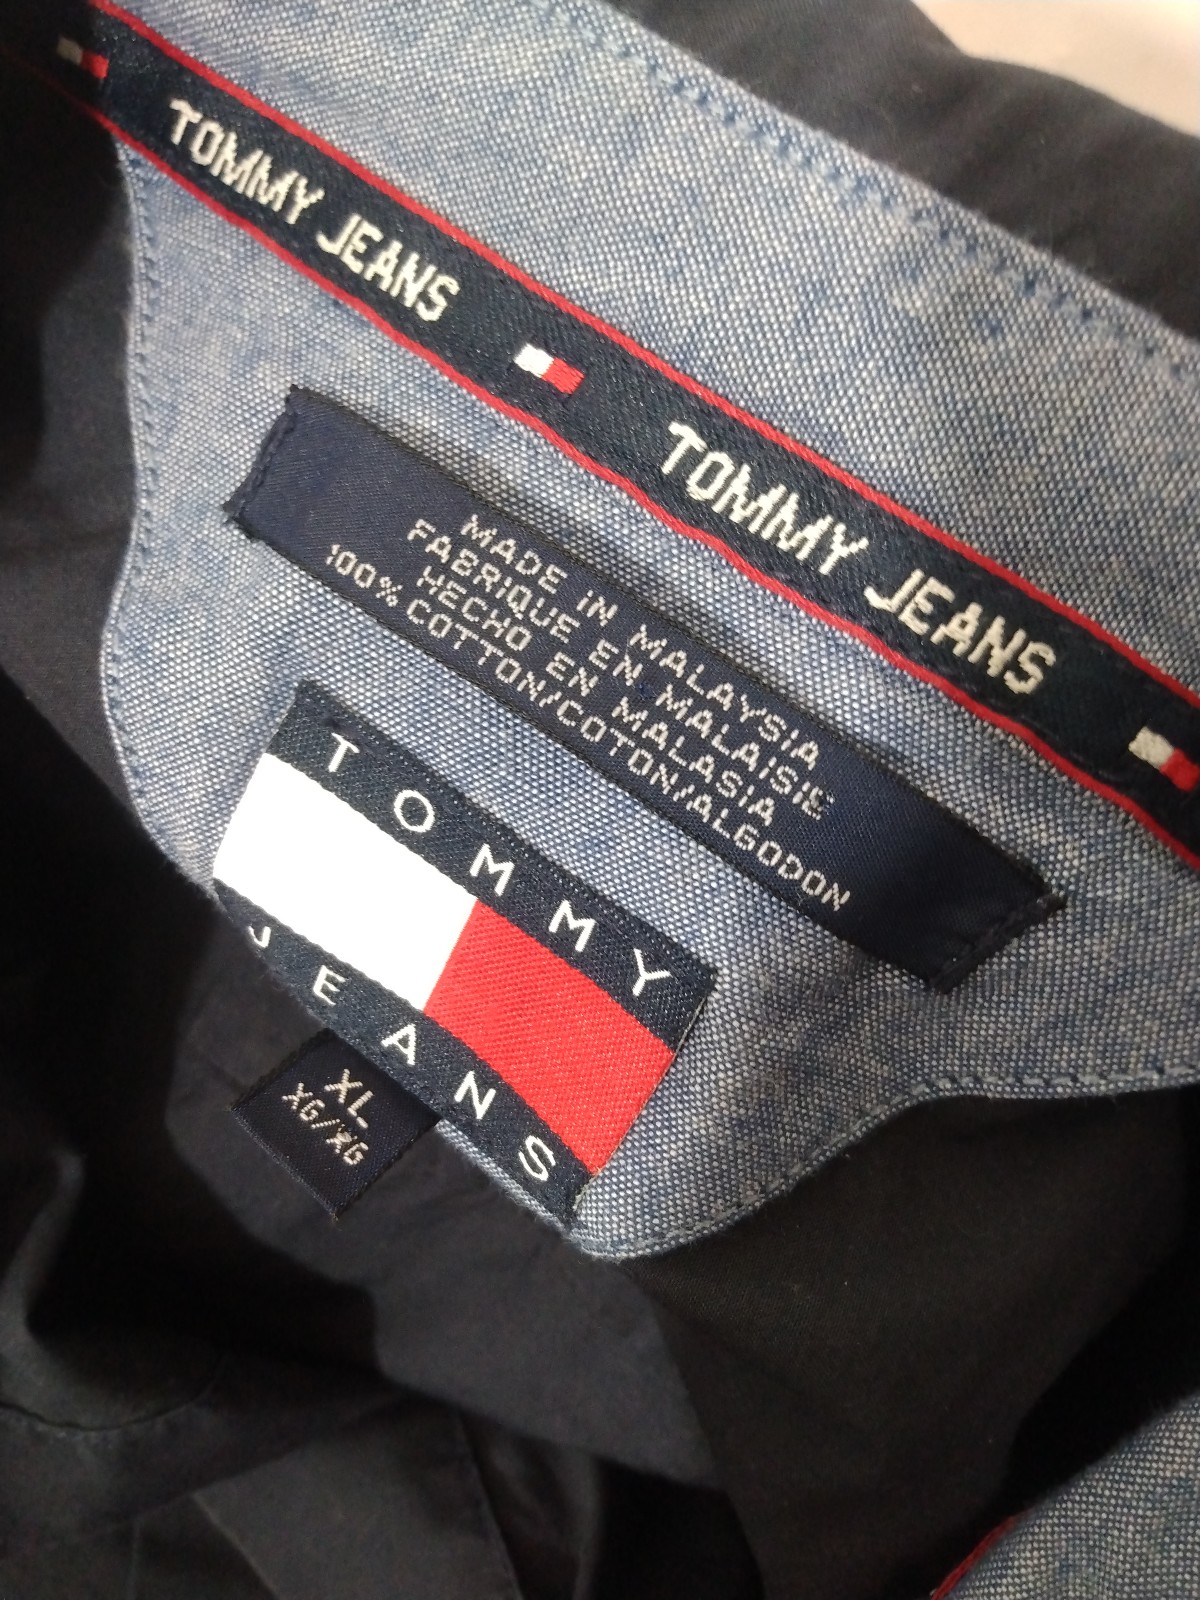 TOMMY JEANS TOMMY JEANS
MADE IN MALAYSIA
FABRIQUE EN MALAISIE
HECHO EN MALASIA
100% COTTON/COTON/ALGODON
TOMMY
JEANS
XL
XG/XG